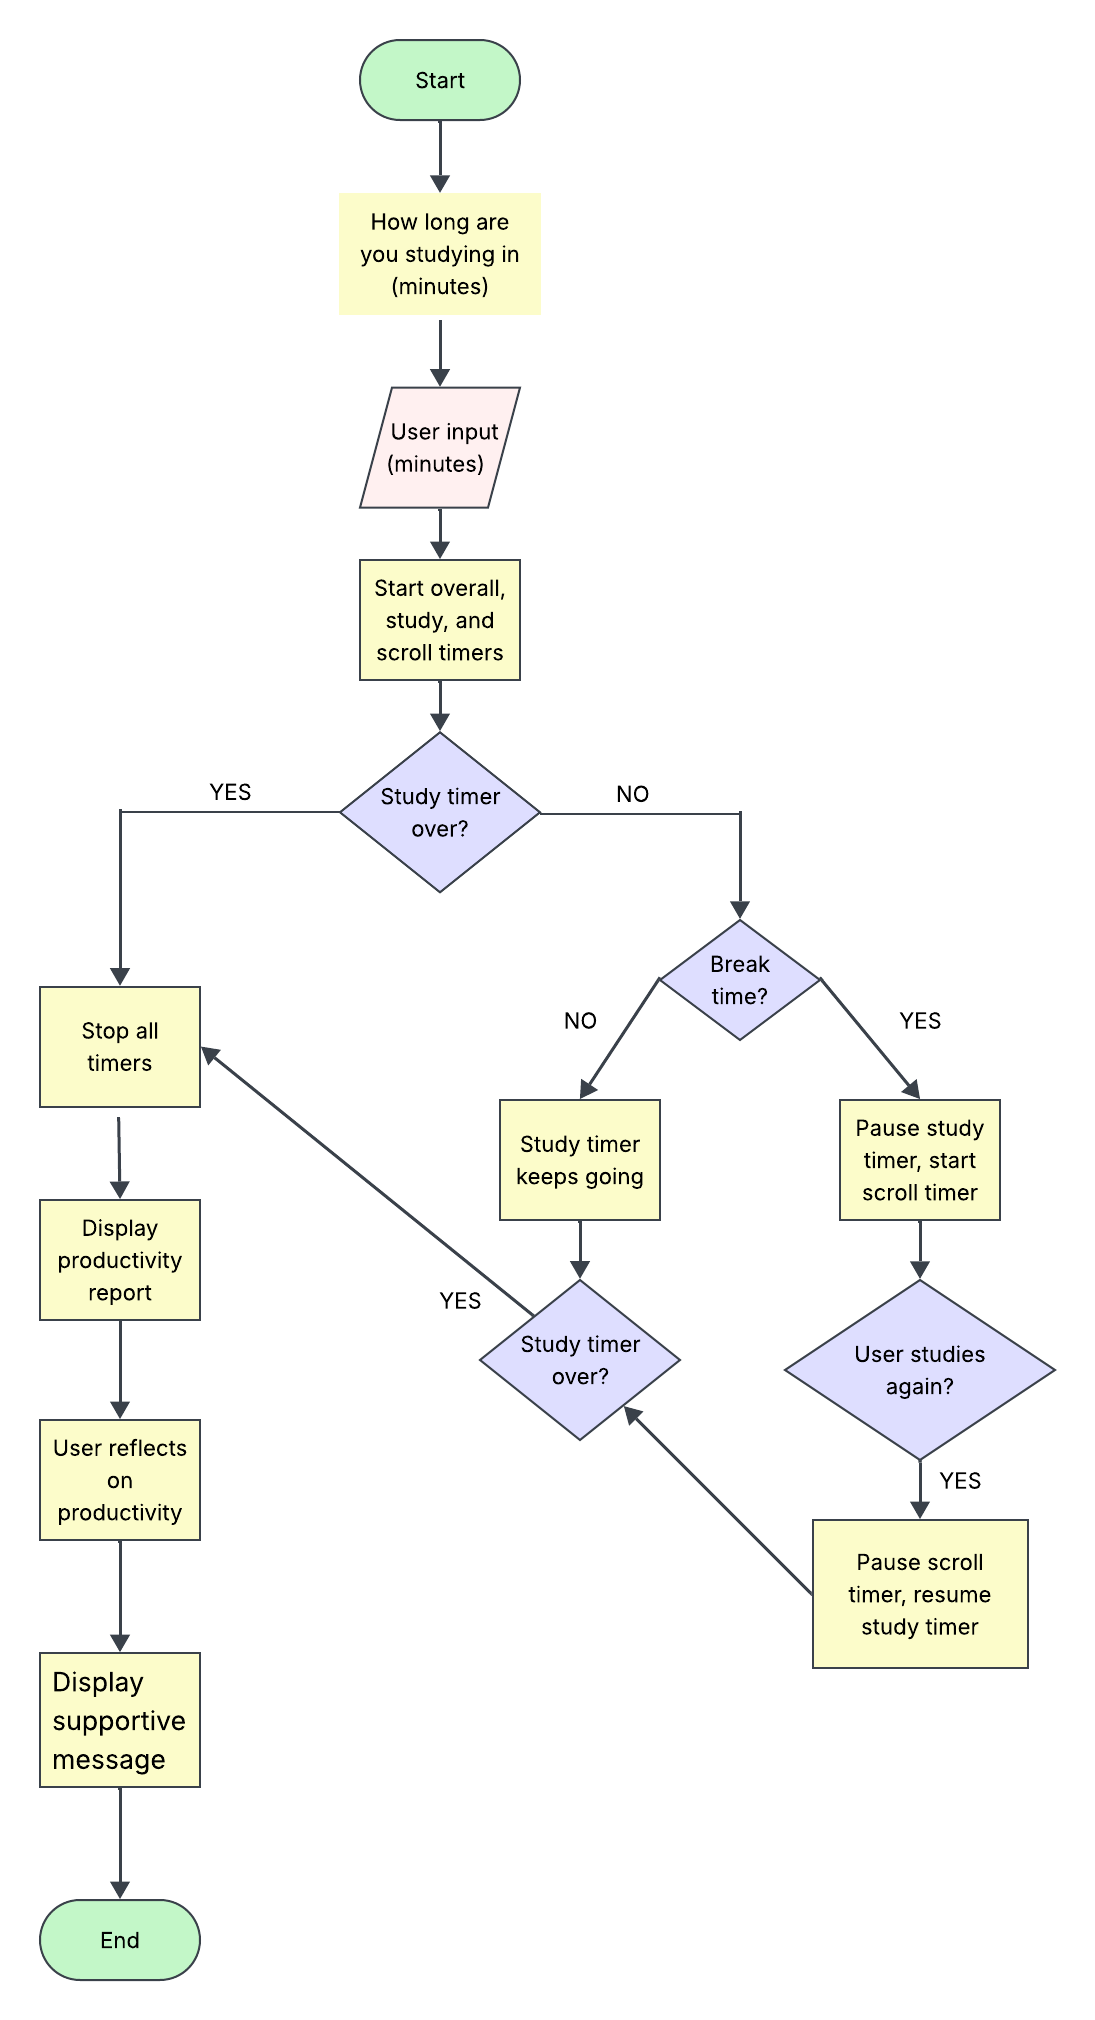 Start
How long are
you studying in
(minutes)
User input
(minutes)
Start overall,
study, and
scroll timers
Study timer
over?
YES
NO
Break
time?
NO
YES
Stop all
timers
Study timer
keeps going
Pause study
timer, start
scroll timer
Display
productivity
report
YES
Study timer
over?
User studies
again?
YES
User reflects
on
productivity
Pause scroll
timer, resume
study timer
Display
supportive
message
End